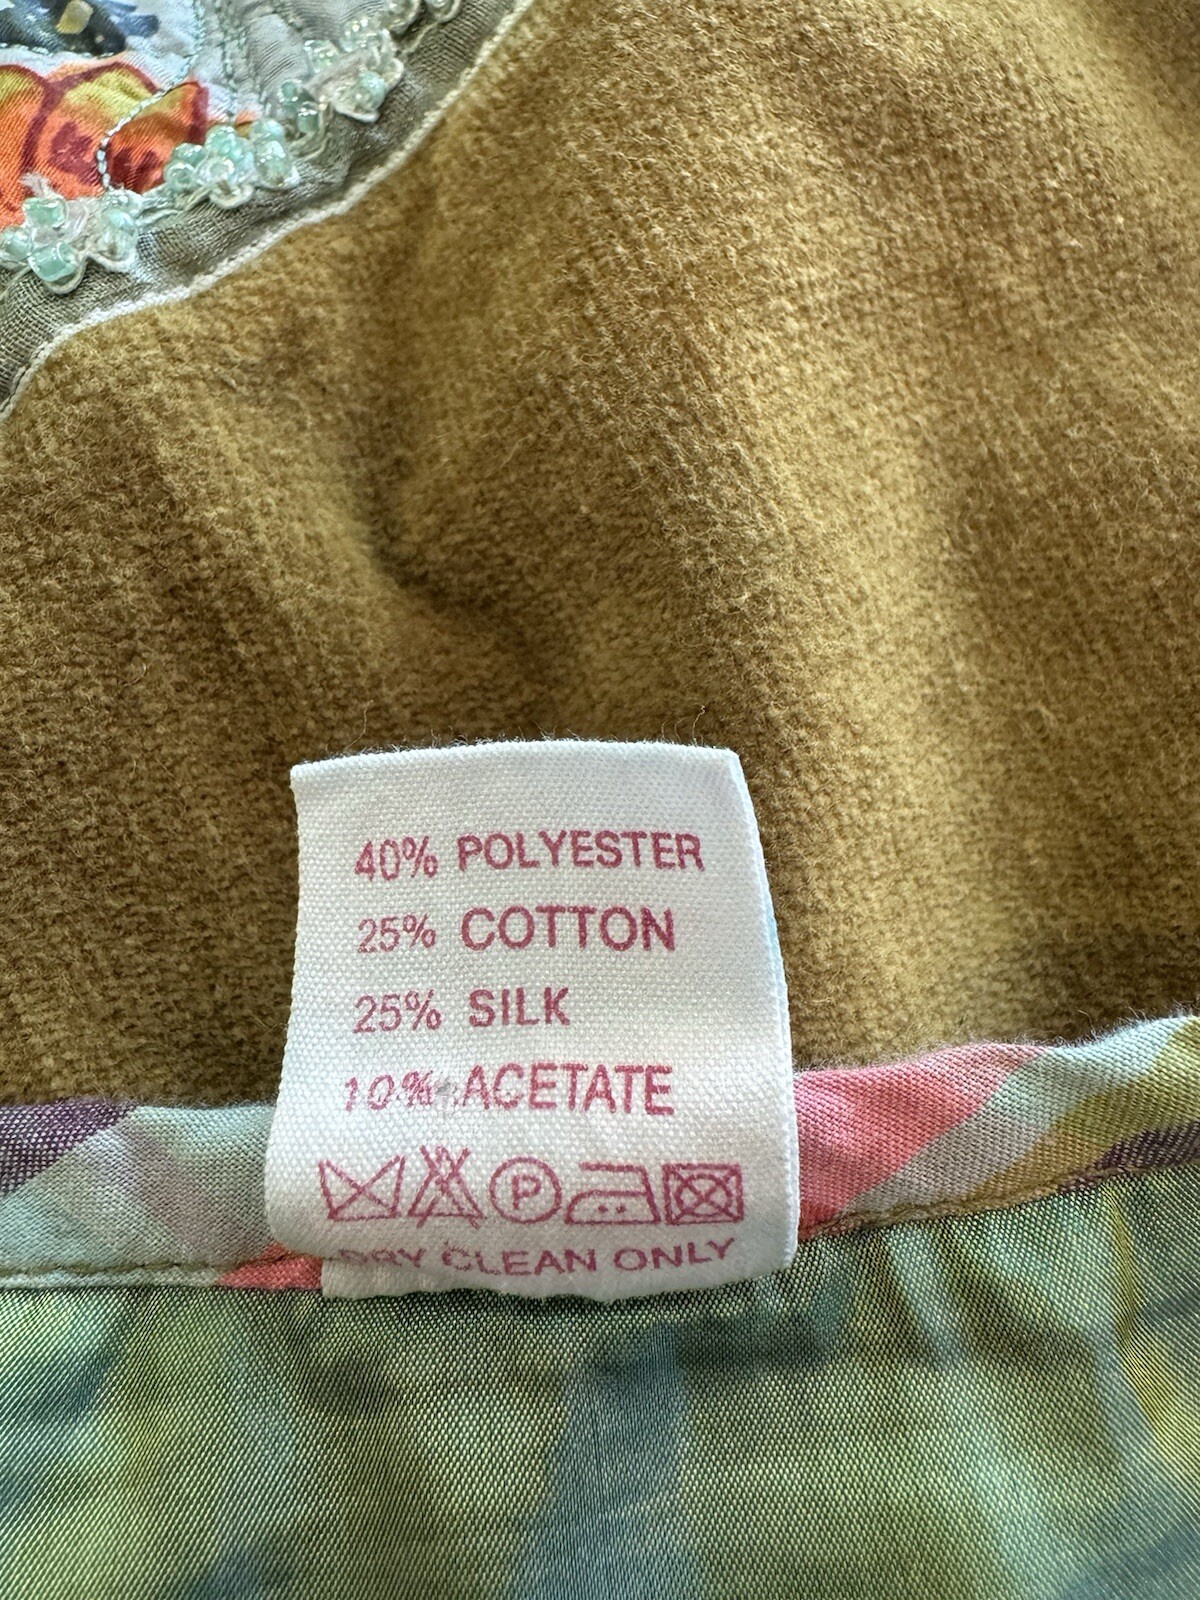 40% POLYESTER
25% COTTON
25% SILK
10% ACETATE
P
DRY CLEAN ONLY